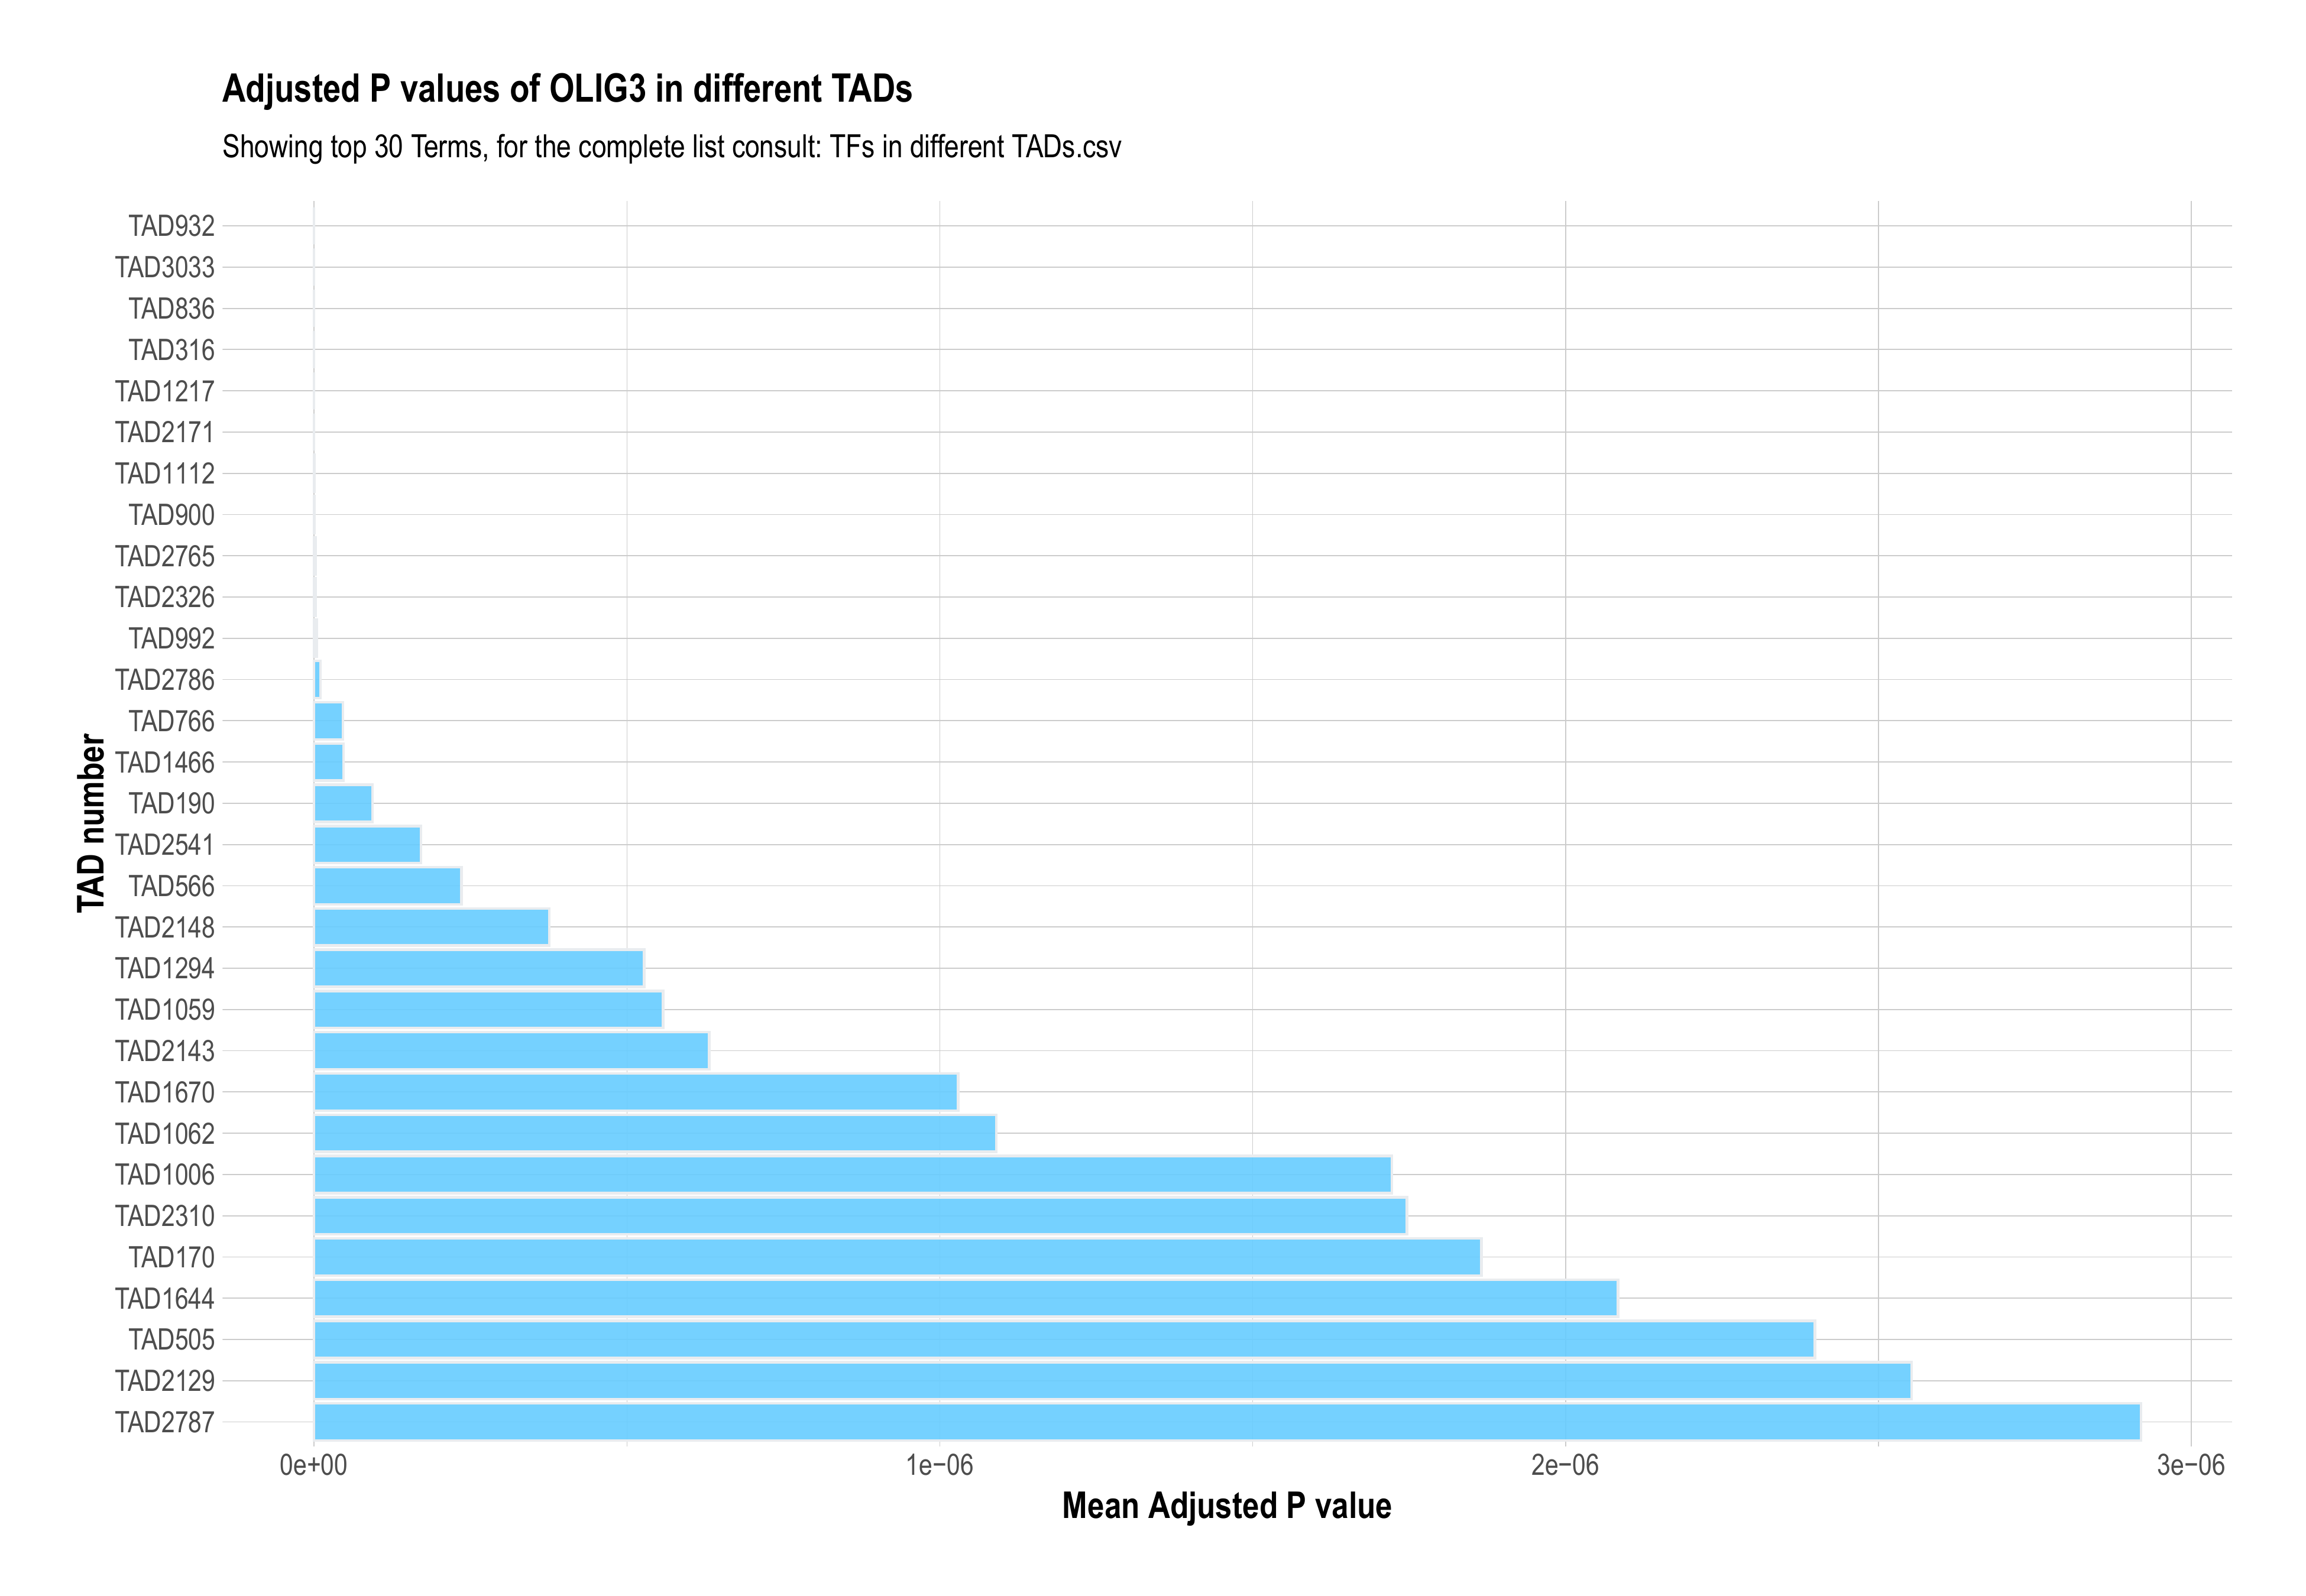 Adjusted P values of OLIG3 in different TADs
Showing top 30 Terms, for the complete list consult: TFs in different TADs.csv
TAD number
TAD932
TAD3033
TAD836
TAD316
TAD1217
TAD2171
TAD1112
TAD900
TAD2765
TAD2326
TAD992
TAD2786
TAD766
TAD1466
TAD190
TAD2541
TAD566
TAD2148
TAD1294
TAD1059
TAD2143
TAD1670
TAD1062
TAD1006
TAD2310
TAD170
TAD1644
TAD505
TAD2129
TAD2787
0e+00 1e−06 2e−06 3e−06
Mean Adjusted P value